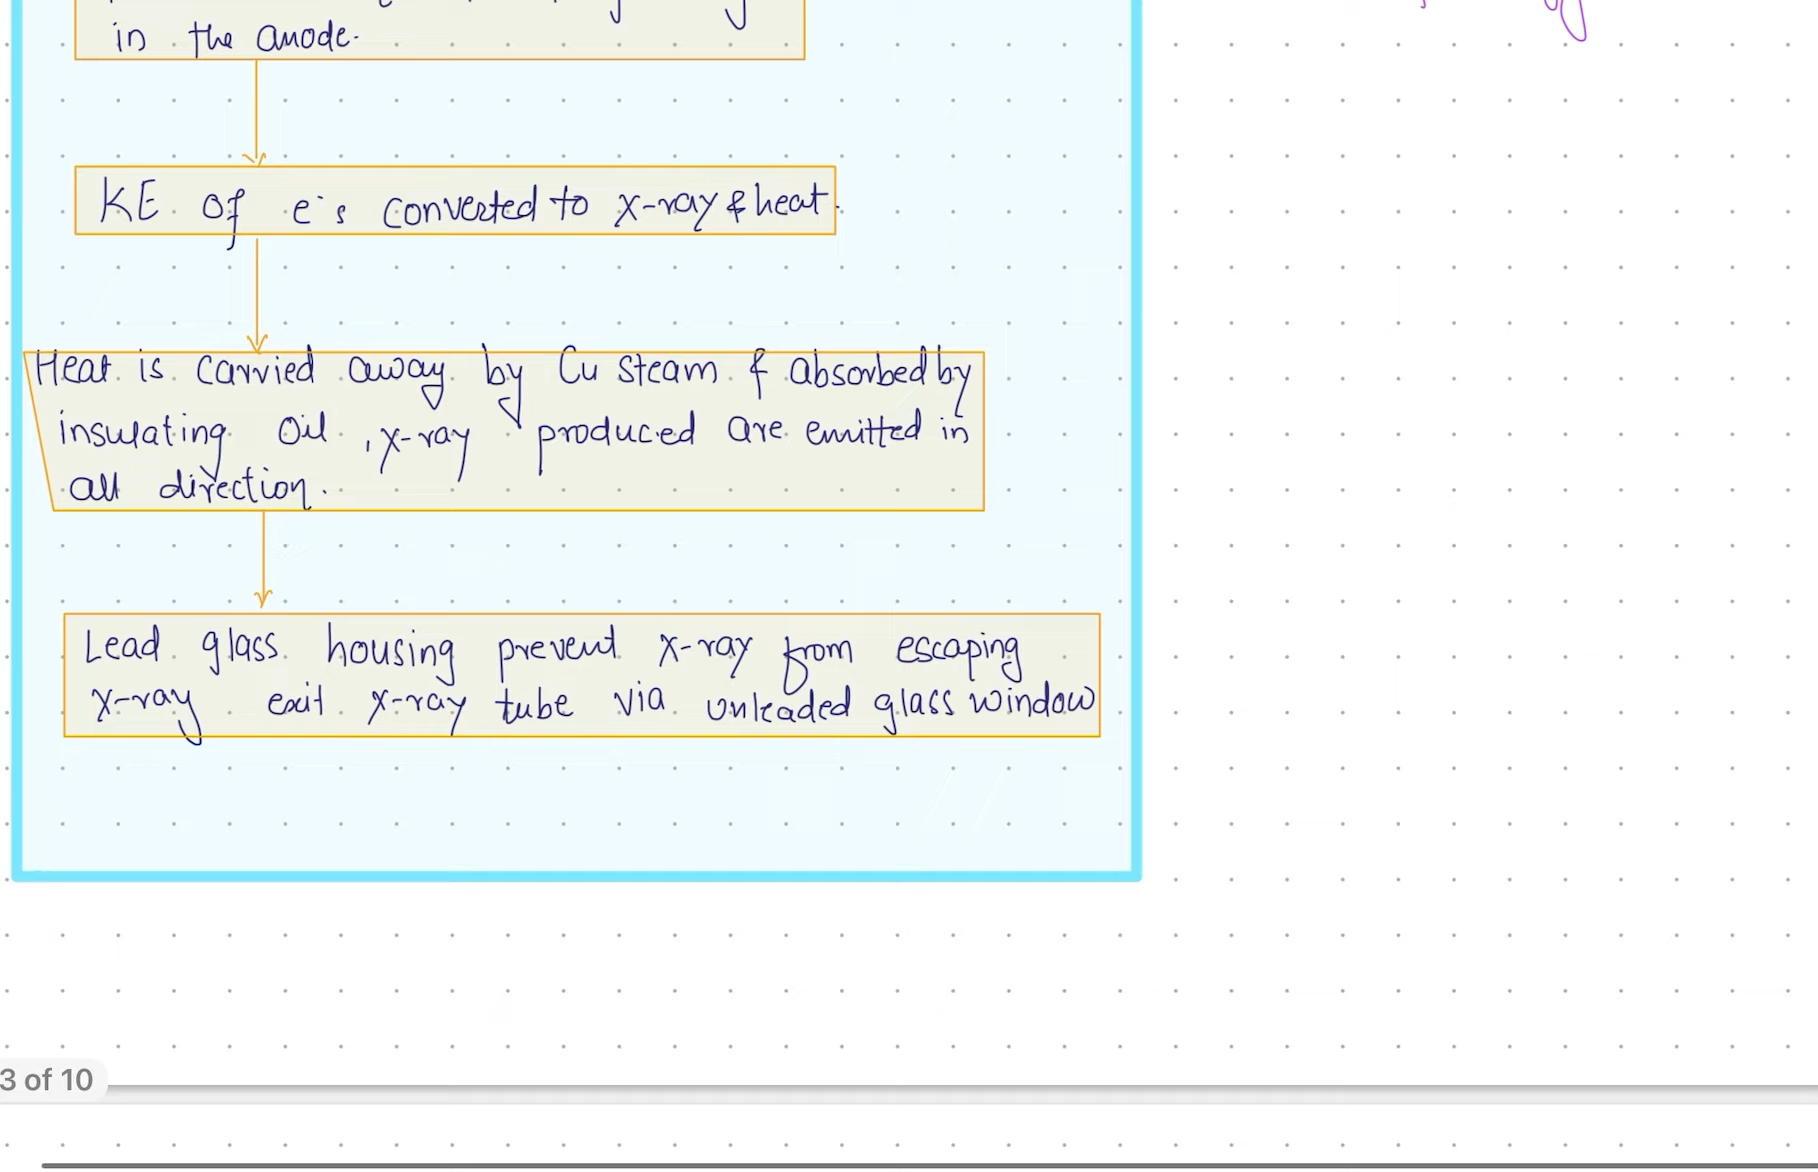 in the anode.
KE of e⁻s converted to X-ray & heat.
Heat is carried away by Cu steam & absorbed by
insulating oil, X-ray produced are emitted in
all direction.
Lead glass housing prevent X-ray from escaping
X-ray exit X-ray tube via unleaded glass window
3 of 10